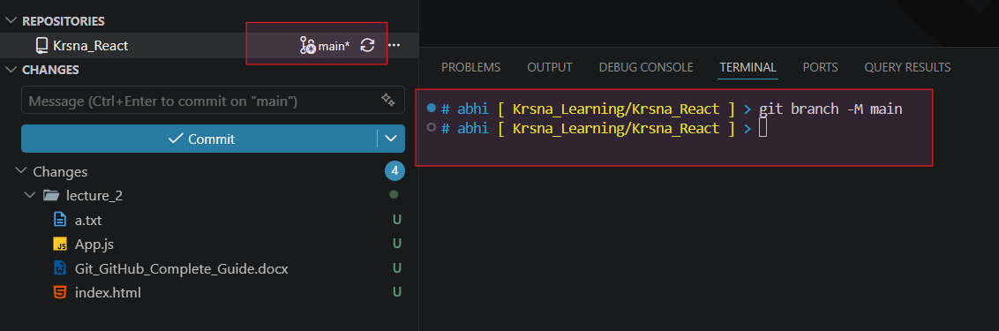 REPOSITORIES
Krsna_React main* ...
CHANGES
Message (Ctrl+Enter to commit on "main")
Commit
Changes 4
lecture_2
a.txt U
JS App.js U
Git_GitHub_Complete_Guide.docx U
index.html U
PROBLEMS OUTPUT DEBUG CONSOLE TERMINAL PORTS QUERY RESULTS
# abhi [ Krsna_Learning/Krsna_React ] > git branch -M main
# abhi [ Krsna_Learning/Krsna_React ] >